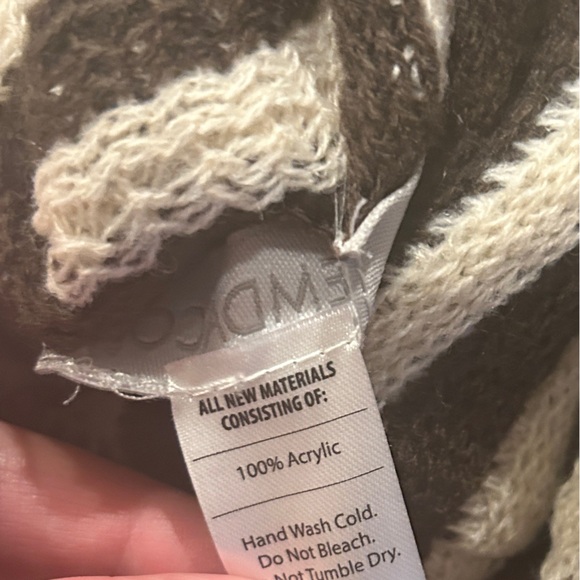 ALL NEW MATERIALS
CONSISTING OF:
100% Acrylic
Hand Wash Cold.
Do Not Bleach.
Not Tumble Dry.